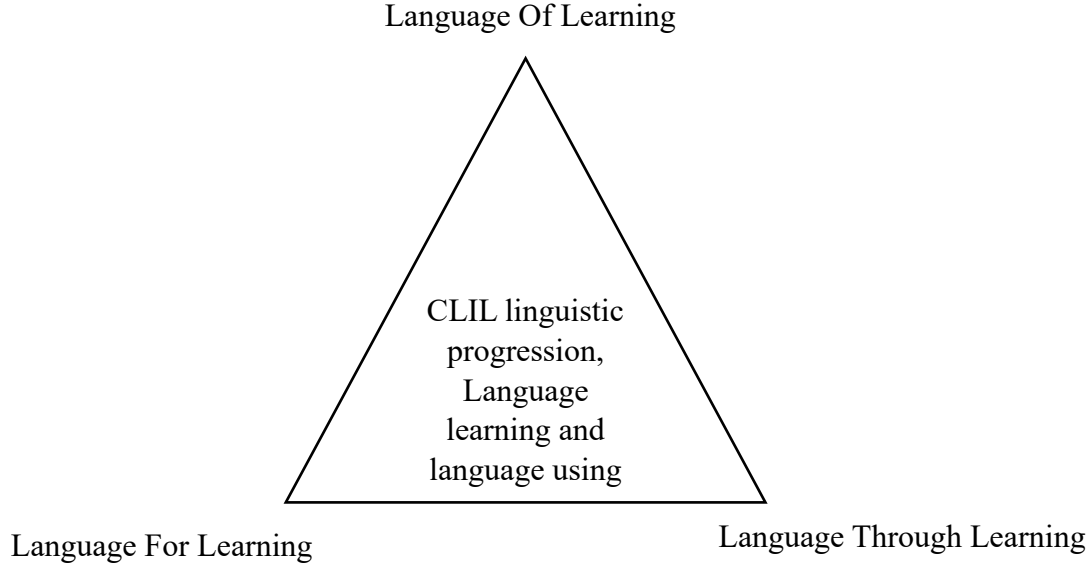 Language Of Learning
CLIL linguistic
progression,
Language
learning and
language using
Language For Learning
Language Through Learning